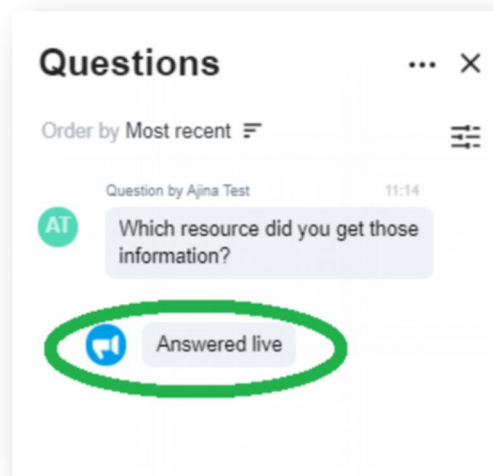 Questions
Order by Most recent
Question by Ajina Test 11:14
AT
Which resource did you get those
information?
Answered live